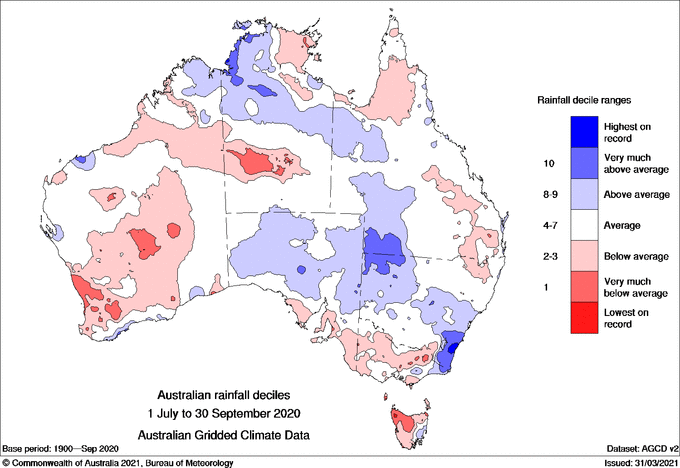 Rainfall decile ranges
Highest on
record
10
Very much
above average
8-9
Above average
4-7
Average
2-3
Below average
1
Very much
below average
Lowest on
record
Australian rainfall deciles
1 July to 30 September 2020
Australian Gridded Climate Data
Base period: 1900—Sep 2020
Dataset: AGCD v2
© Commonwealth of Australia 2021, Bureau of Meteorology
Issued: 31/03/2021